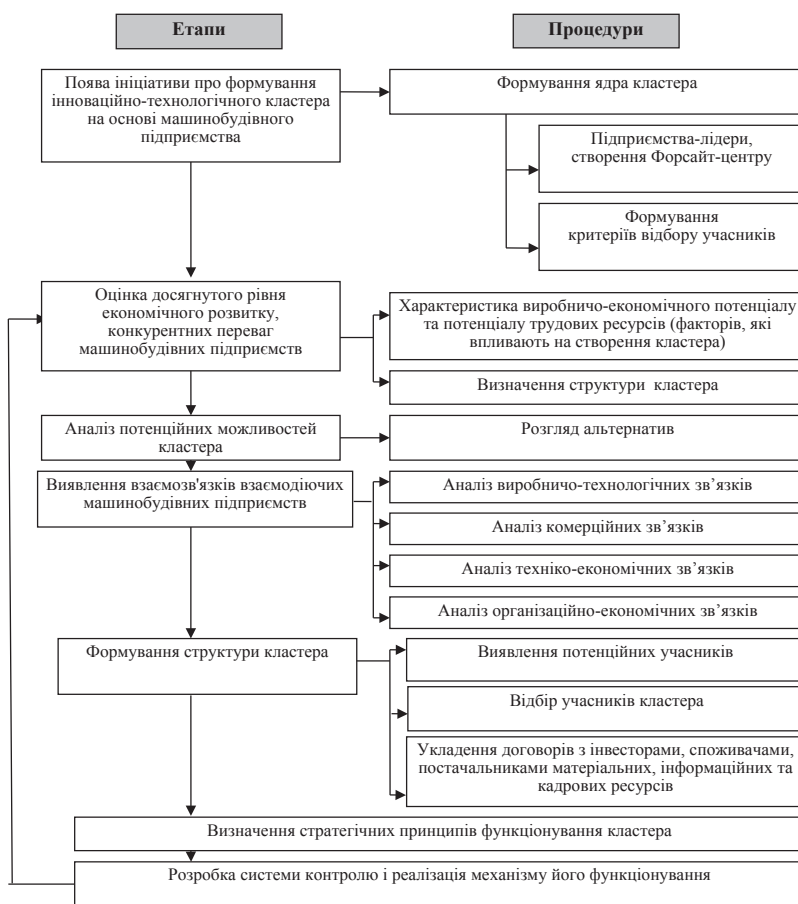 Етапи
Процедури
Поява ініціативи про формування
інноваційно-технологічного кластера
на основі машинобудівного
підприємства
Формування ядра кластера
Підприємства-лідери,
створення Форсайт-центру
Формування
критеріїв відбору учасників
Оцінка досягнутого рівня
економічного розвитку,
конкурентних переваг
машинобудівних підприємств
Характеристика виробничо-економічного потенціалу
та потенціалу трудових ресурсів (факторів, які
впливають на створення кластера)
Визначення структури кластера
Аналіз потенційних можливостей
кластера
Розгляд альтернатив
Виявлення взаємозв'язків взаємодіючих
машинобудівних підприємств
Аналіз виробничо-технологічних зв’язків
Аналіз комерційних зв’язків
Аналіз техніко-економічних зв’язків
Аналіз організаційно-економічних зв’язків
Формування структури кластера
Виявлення потенційних учасників
Відбір учасників кластера
Укладення договорів з інвесторами, споживачами,
постачальниками матеріальних, інформаційних та
кадрових ресурсів
Визначення стратегічних принципів функціонування кластера
Розробка системи контролю і реалізація механізму його функціонування